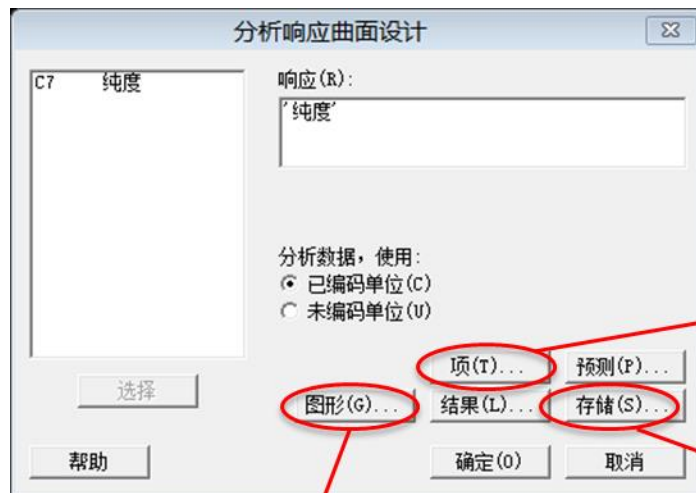 分析响应曲面设计
C7 纯度
响应(R):
'纯度'
分析数据，使用:
已编码单位(C)
未编码单位(U)
项(T)... 预测(P)...
选择
图形(G)... 结果(L)... 存储(S)...
帮助 确定(O) 取消